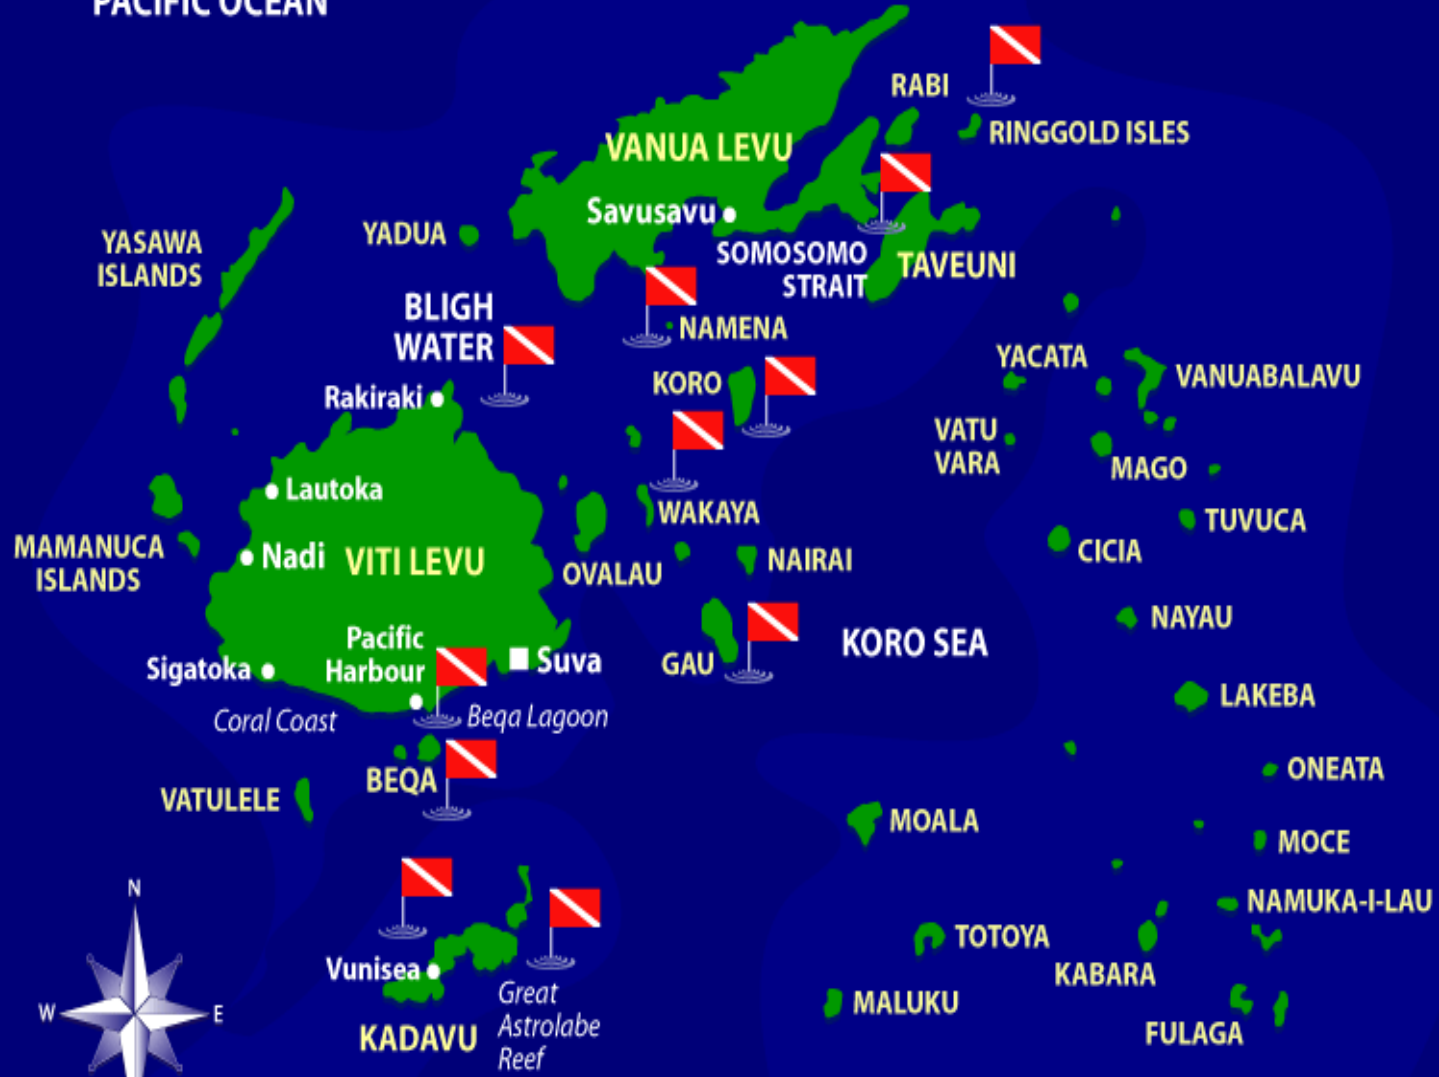 PACIFIC OCEAN
RABI
RINGGOLD ISLES
VANUA LEVU
Savusavu
YADUA
YASAWA
ISLANDS
SOMOSOMO
STRAIT
TAVEUNI
BLIGH
WATER
NAMENA
YACATA
VANUABALAVU
KORO
Rakiraki
VATU
VARA
MAGO
Lautoka
WAKAYA
TUVUCA
MAMANUCA
ISLANDS
Nadi
VITI LEVU
OVALAU
NAIRAI
CICIA
NAYAU
Pacific
Harbour
Sigatoka
Suva
GAU
KORO SEA
LAKEBA
Coral Coast
Beqa Lagoon
BEQA
ONEATA
VATULELE
MOALA
MOCE
N
NAMUKA-I-LAU
TOTOYA
Vunisea
KABARA
Great
Astrolabe
Reef
W
E
MALUKU
KADAVU
FULAGA